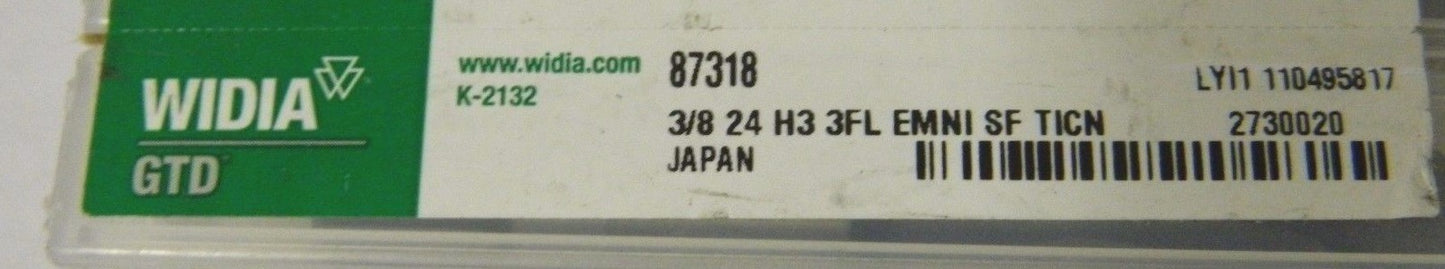 WIDIA
GTD
www.widia.com
K-2132
87318
LYI1 110495817
3/8 24 H3 3FL EMNI SF TICN
2730020
JAPAN